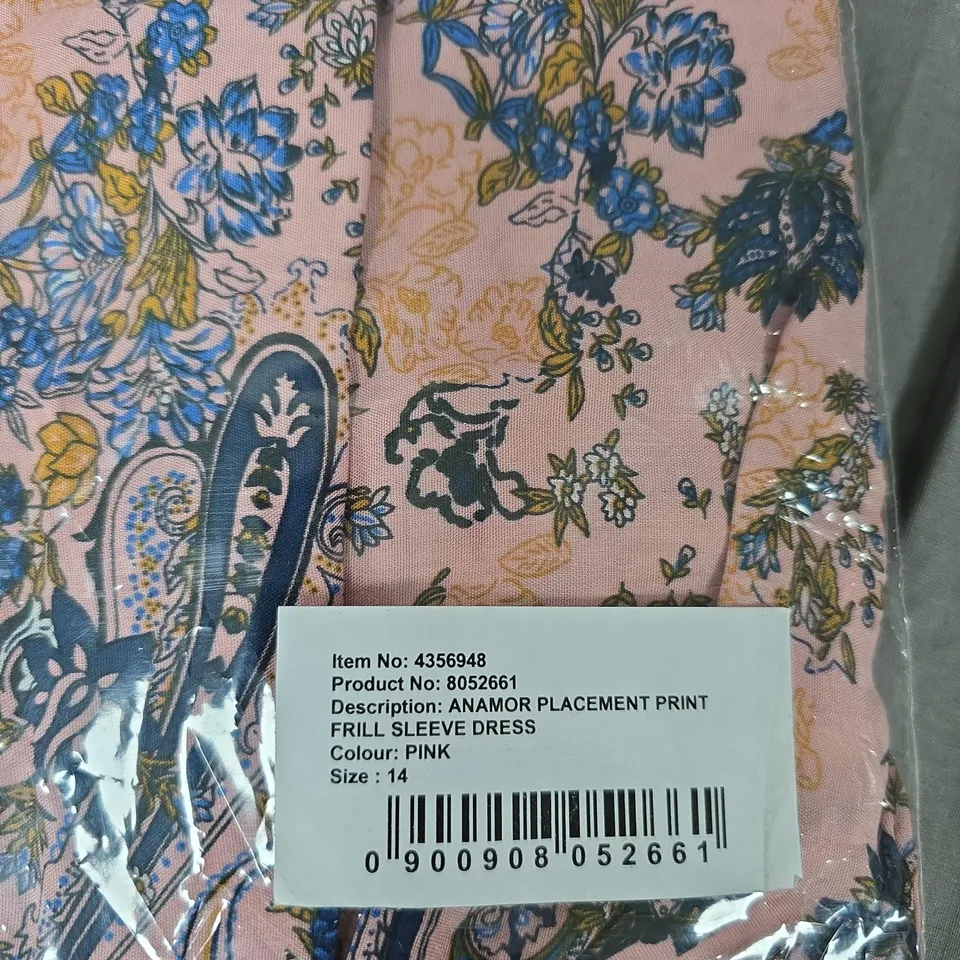 Item No: 4356948
Product No: 8052661
Description: ANAMOR PLACEMENT PRINT
FRILL SLEEVE DRESS
Colour: PINK
Size : 14
0 900908 052661